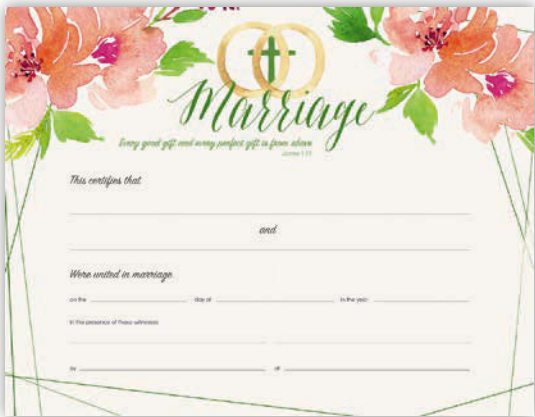 Marriage
Every good gift and every perfect gift is from above
James 1:17
This certifies that
and
Were united in marriage
on the day of in the year
in the presence of these witnesses
by at